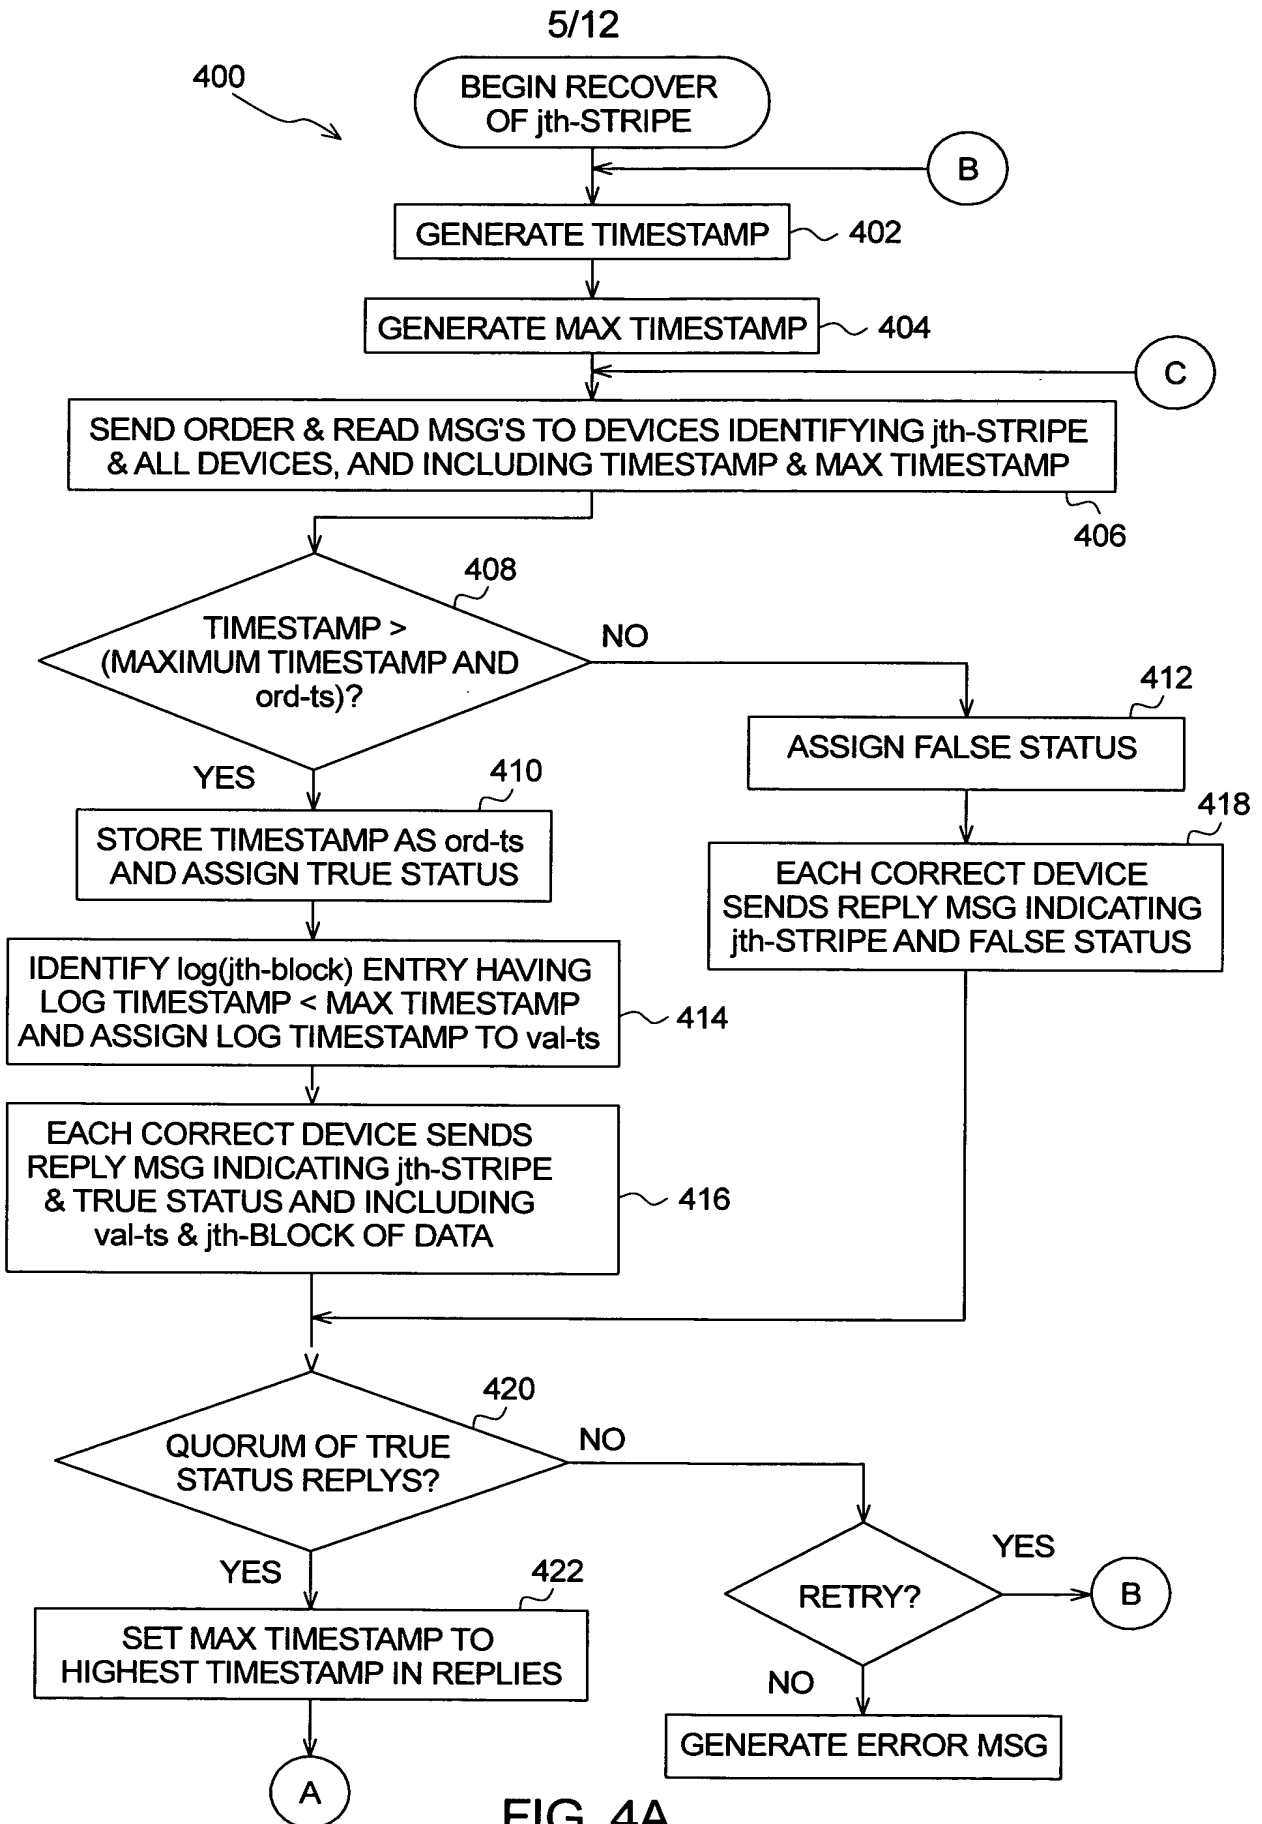 5/12
400
BEGIN RECOVER
OF jth-STRIPE
B
GENERATE TIMESTAMP
402
GENERATE MAX TIMESTAMP
404
C
SEND ORDER & READ MSG'S TO DEVICES IDENTIFYING jth-STRIPE
& ALL DEVICES, AND INCLUDING TIMESTAMP & MAX TIMESTAMP
406
408
TIMESTAMP >
(MAXIMUM TIMESTAMP AND
ord-ts)?
NO
YES
412
ASSIGN FALSE STATUS
410
STORE TIMESTAMP AS ord-ts
AND ASSIGN TRUE STATUS
418
EACH CORRECT DEVICE
SENDS REPLY MSG INDICATING
jth-STRIPE AND FALSE STATUS
IDENTIFY log(jth-block) ENTRY HAVING
LOG TIMESTAMP < MAX TIMESTAMP
AND ASSIGN LOG TIMESTAMP TO val-ts
414
EACH CORRECT DEVICE SENDS
REPLY MSG INDICATING jth-STRIPE
& TRUE STATUS AND INCLUDING
val-ts & jth-BLOCK OF DATA
416
420
QUORUM OF TRUE
STATUS REPLYS?
NO
YES
RETRY?
YES
B
NO
GENERATE ERROR MSG
422
SET MAX TIMESTAMP TO
HIGHEST TIMESTAMP IN REPLIES
A
FIG. 4A